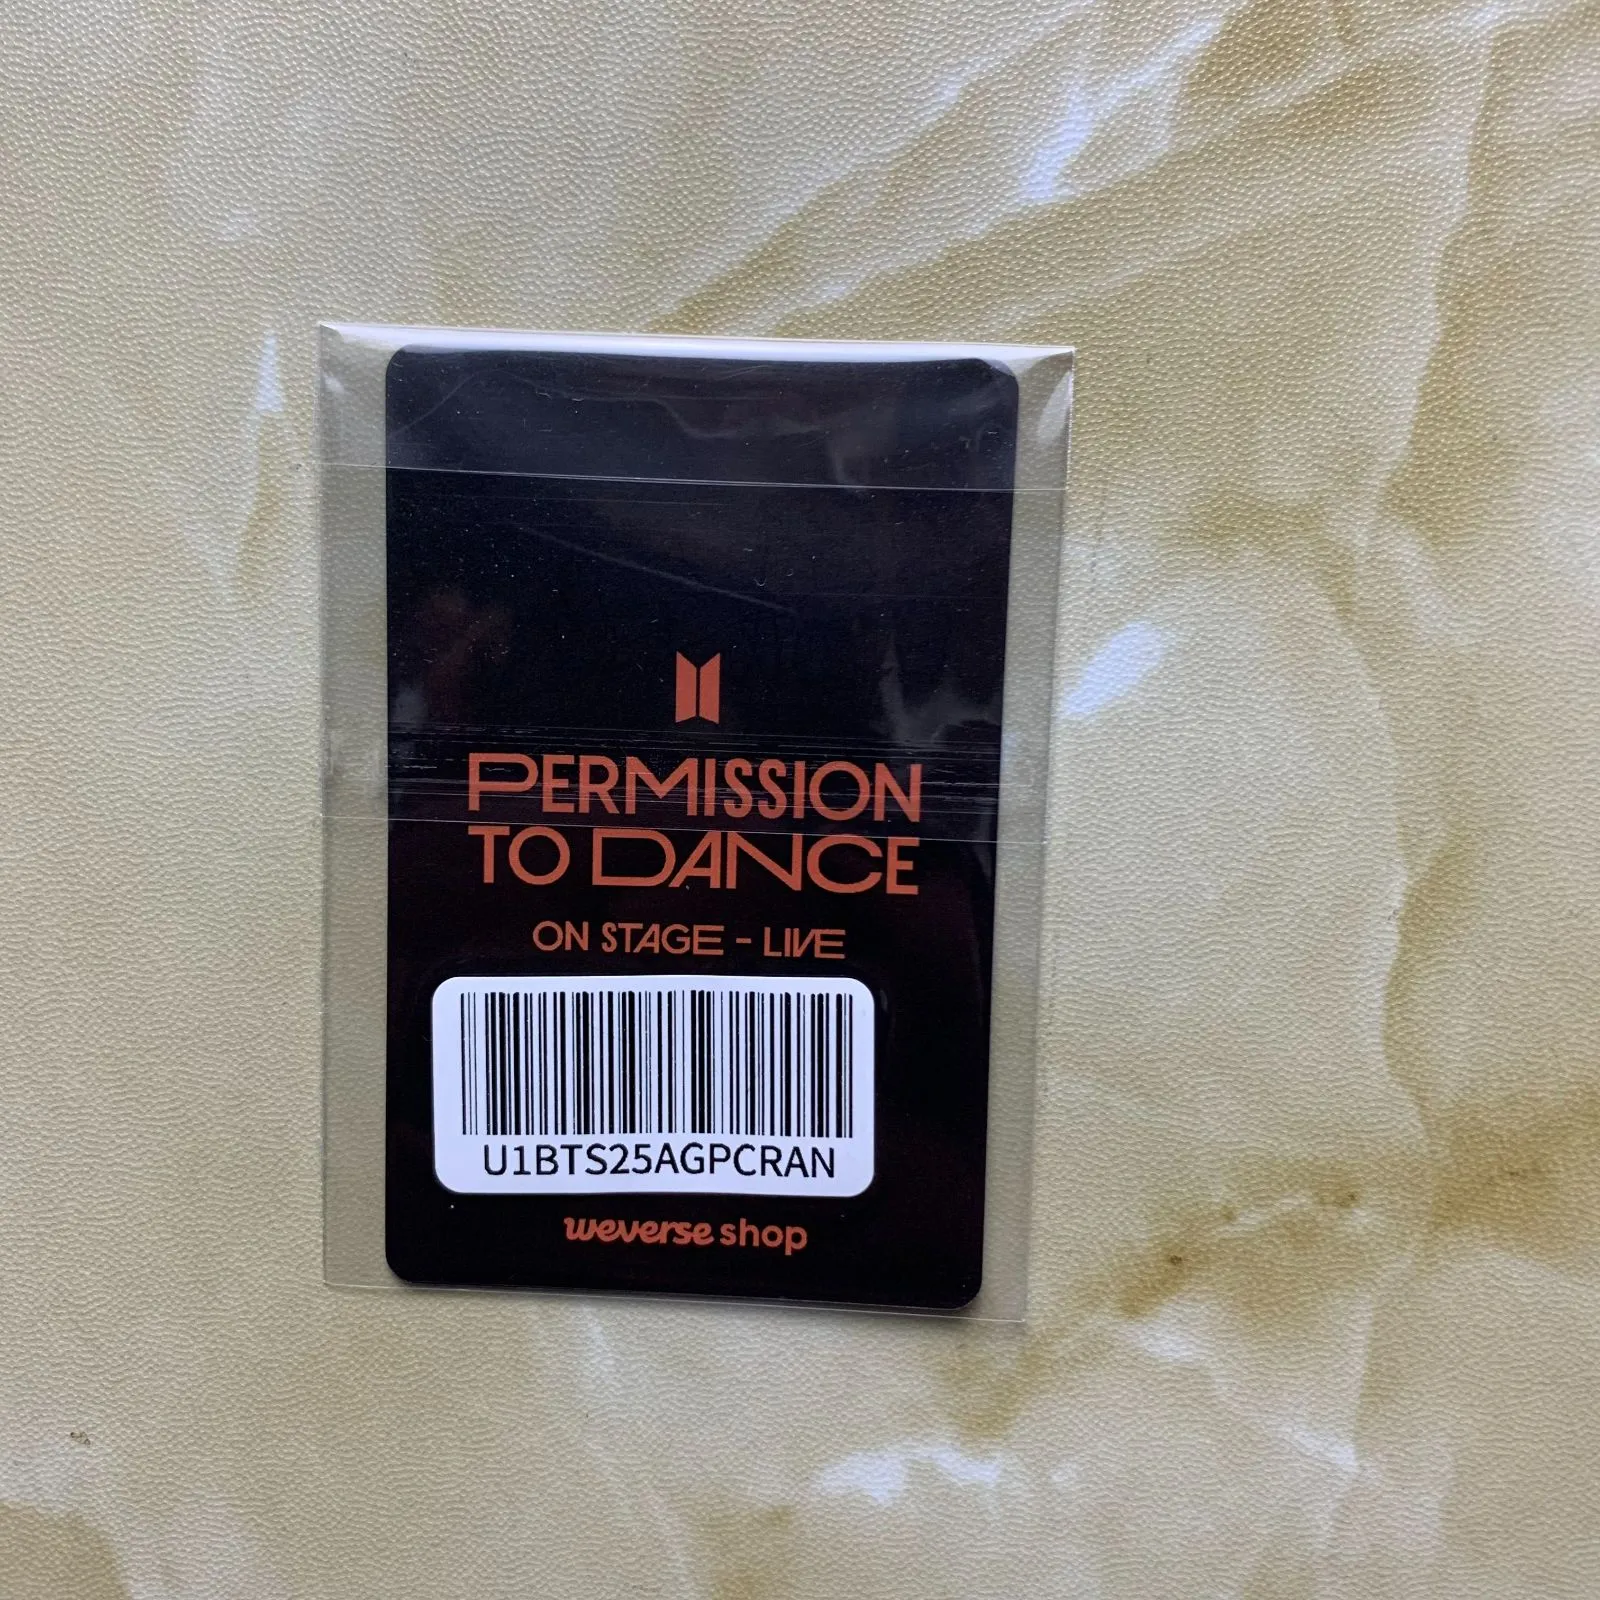 PERMISSION
TO DANCE
ON STAGE - LIVE
U1BTS25AGPCRAN
weverse shop